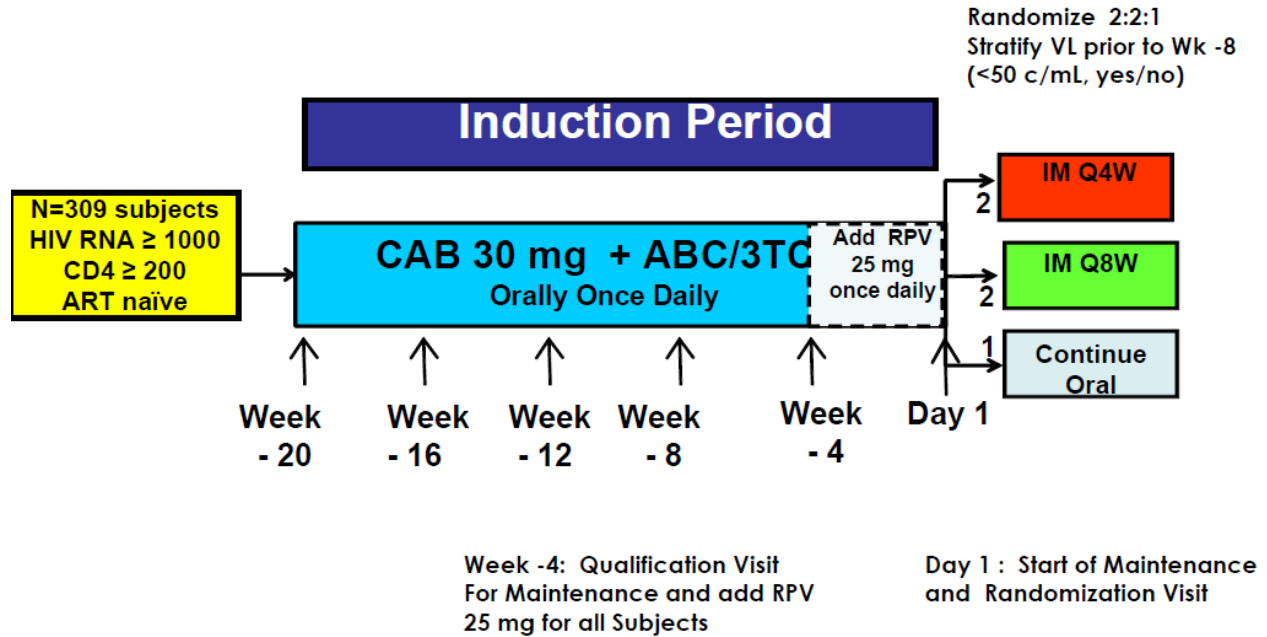 Randomize 2:2:1
Stratify VL prior to Wk -8
(<50 c/mL, yes/no)
Induction Period
N=309 subjects
HIV RNA ≥ 1000
CD4 ≥ 200
ART naïve
CAB 30 mg + ABC/3TC
Orally Once Daily
Add RPV
25 mg
once daily
IM Q4W
2
IM Q8W
2
1
Continue
Oral
Week
- 20
Week
- 16
Week
- 12
Week
- 8
Week
- 4
Day 1
Week -4: Qualification Visit
For Maintenance and add RPV
25 mg for all Subjects
Day 1 : Start of Maintenance
and Randomization Visit